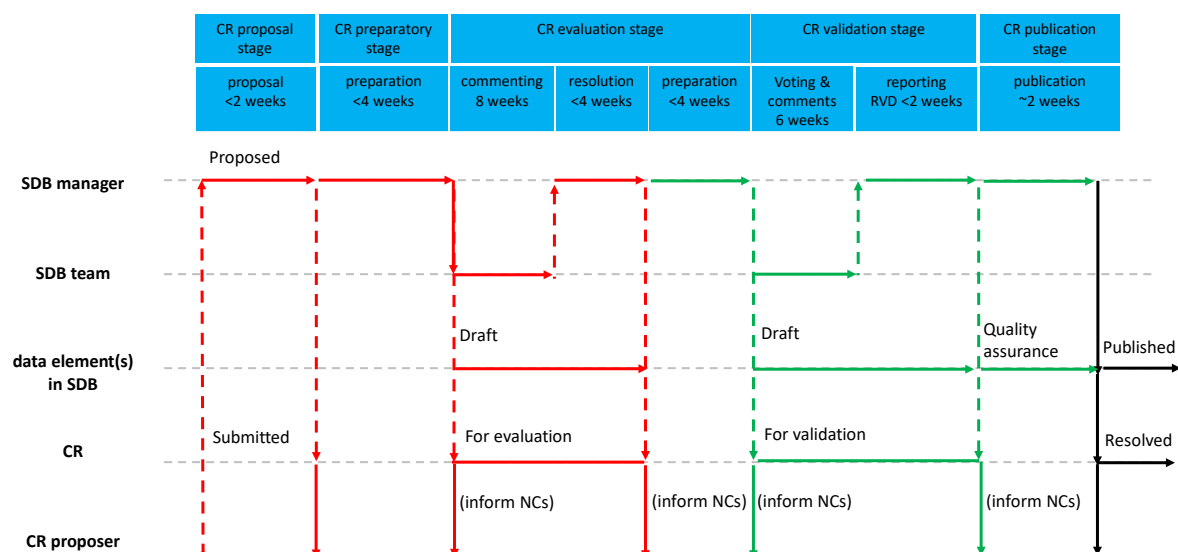 CR proposal
stage
CR preparatory
stage
CR evaluation stage
CR validation stage
CR publication
stage
proposal
<2 weeks
preparation
<4 weeks
commenting
8 weeks
resolution
<4 weeks
preparation
<4 weeks
Voting &
comments
6 weeks
reporting
RVD <2 weeks
publication
~2 weeks
Proposed
SDB manager
SDB team
Draft
Draft
Quality
assurance
Published
data element(s)
in SDB
Submitted
For evaluation
For validation
Resolved
CR
(inform NCs)
(inform NCs)
(inform NCs)
(inform NCs)
CR proposer